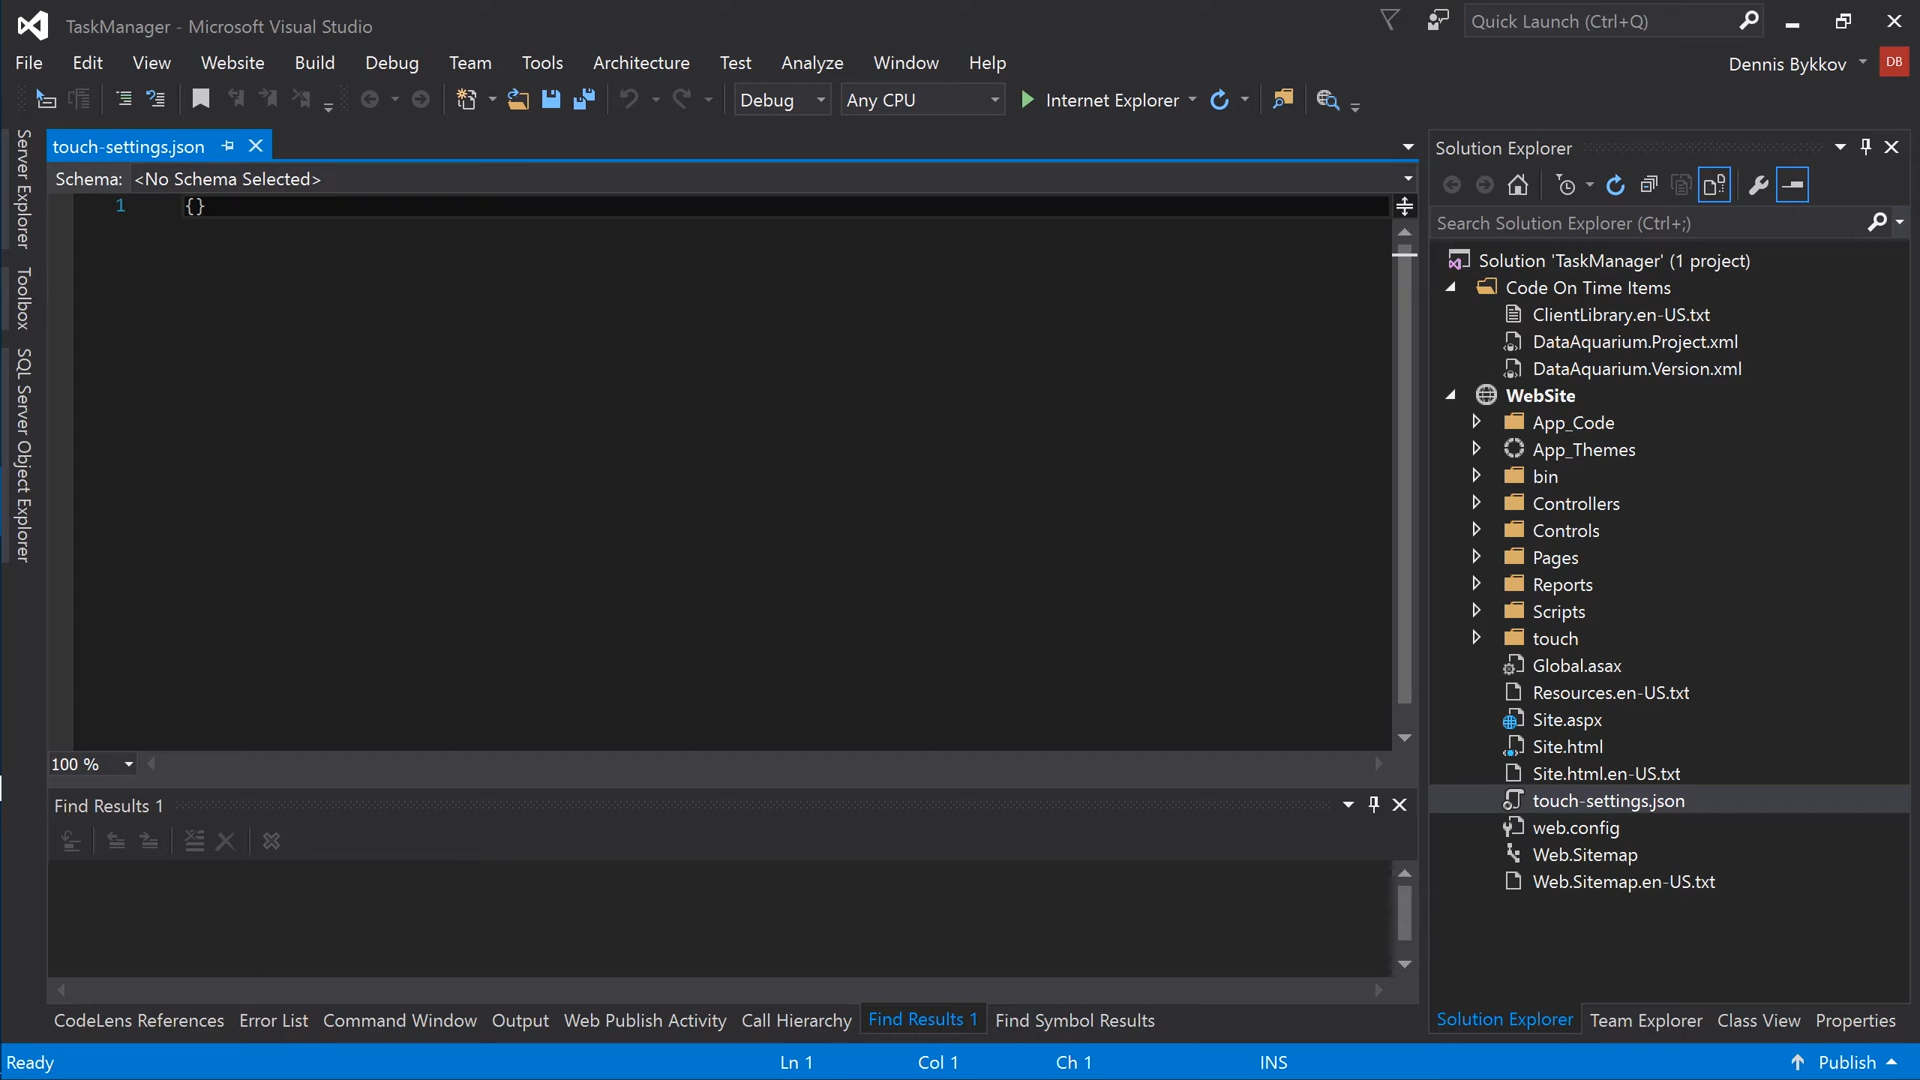 TaskManager - Microsoft Visual Studio
Quick Launch (Ctrl+Q)
File Edit View Website Build Debug Team Tools Architecture Test Analyze Window Help
Dennis Bykkov DB
Debug Any CPU Internet Explorer
Server Explorer
Toolbox
SQL Server Object Explorer
touch-settings.json
Schema: <No Schema Selected>
1 {}
100 %
Find Results 1
CodeLens References Error List Command Window Output Web Publish Activity Call Hierarchy Find Results 1 Find Symbol Results
Solution Explorer
Search Solution Explorer (Ctrl+;)
Solution 'TaskManager' (1 project)
Code On Time Items
ClientLibrary.en-US.txt
DataAquarium.Project.xml
DataAquarium.Version.xml
WebSite
App_Code
App_Themes
bin
Controllers
Controls
Pages
Reports
Scripts
touch
Global.asax
Resources.en-US.txt
Site.aspx
Site.html
Site.html.en-US.txt
touch-settings.json
web.config
Web.Sitemap
Web.Sitemap.en-US.txt
Solution Explorer Team Explorer Class View Properties
Ready Ln 1 Col 1 Ch 1 INS Publish